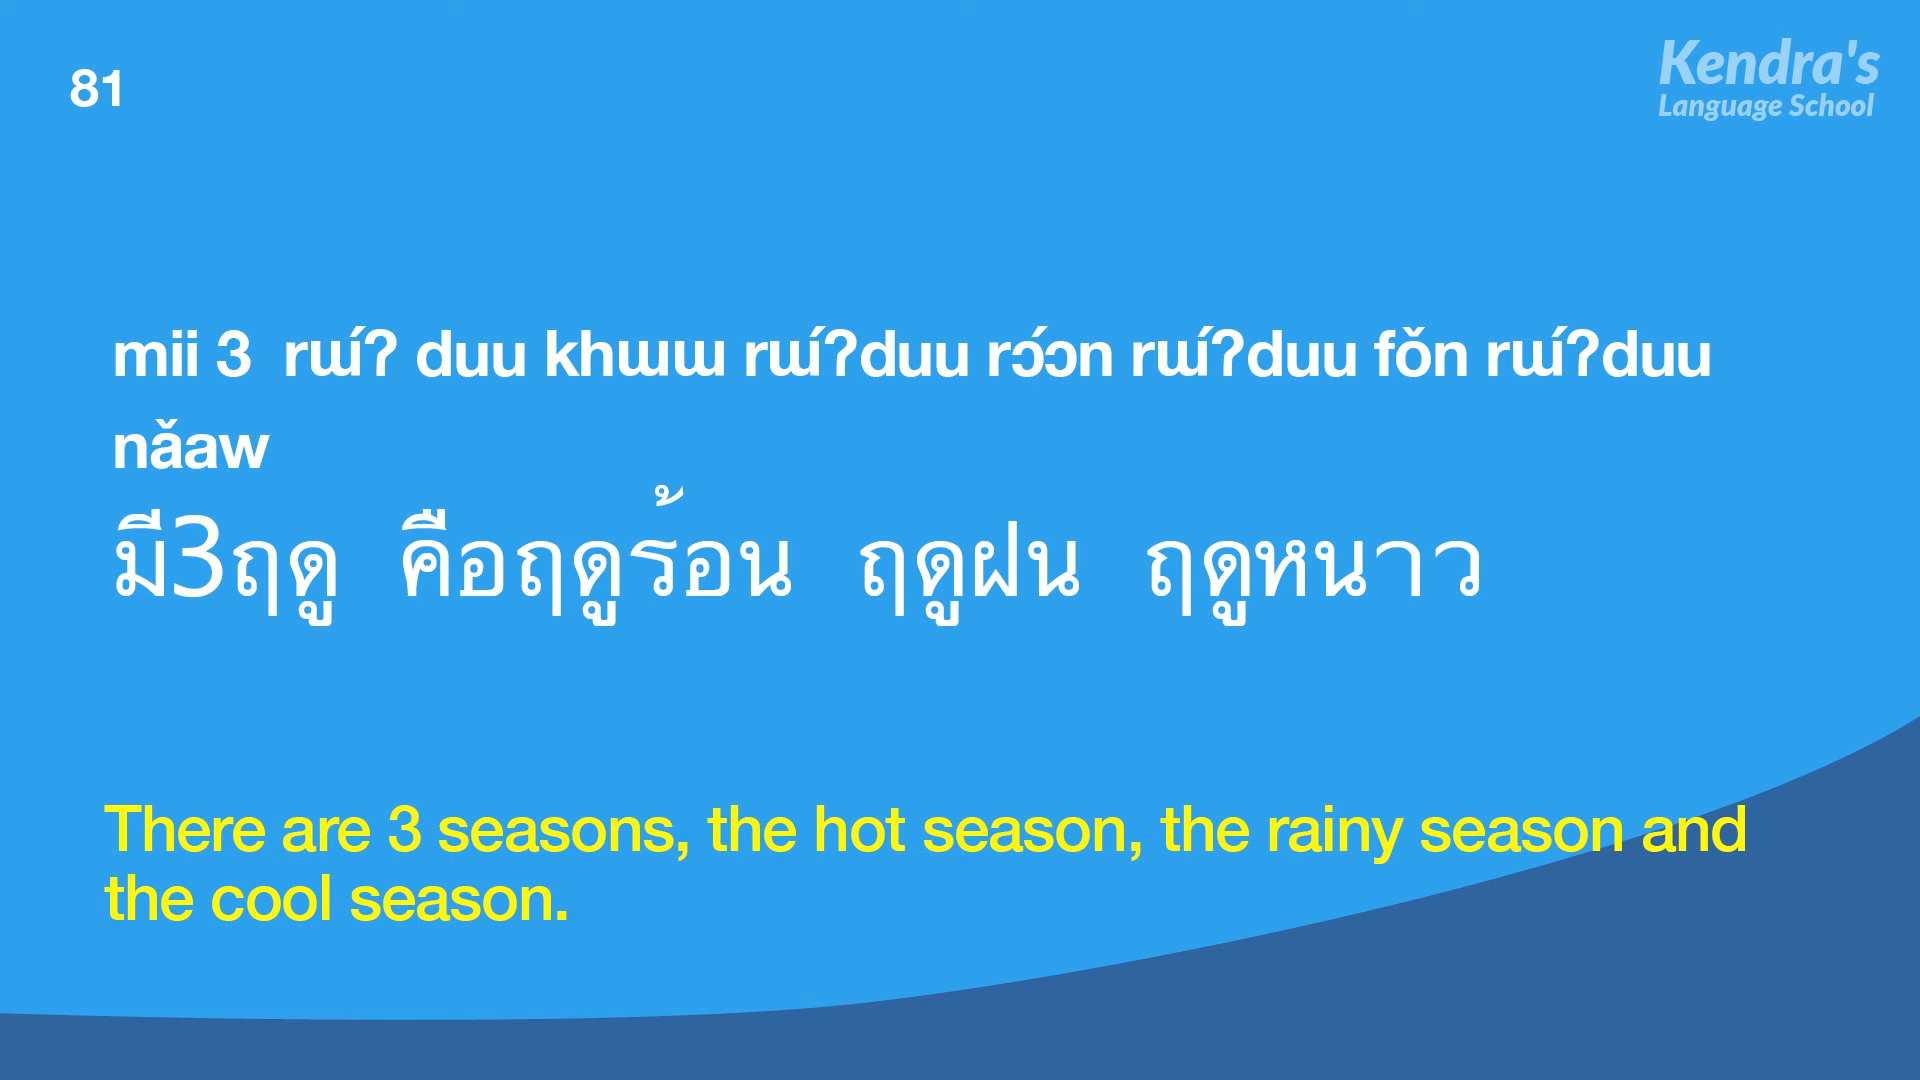 81
Kendra's
Language School
mii 3  rɯ́ʔ duu khɯɯ rɯ́ʔduu rɔ́ɔn rɯ́ʔduu fǒn rɯ́ʔduu
nǎaw
มี3ฤดู  คือฤดูร้อน  ฤดูฝน  ฤดูหนาว
There are 3 seasons, the hot season, the rainy season and
the cool season.